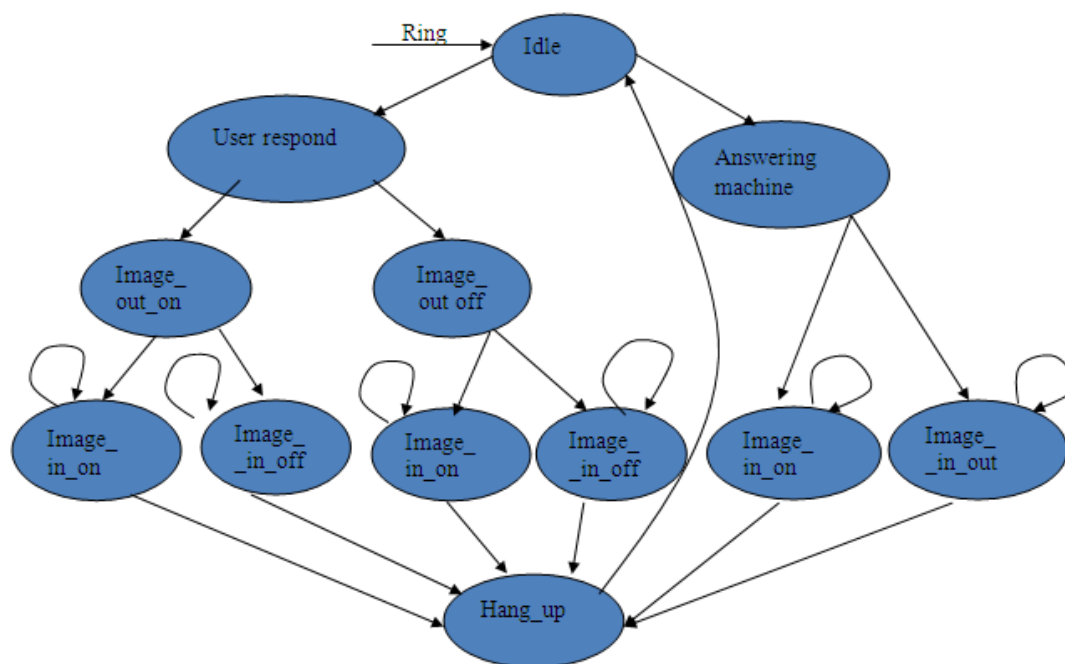 Ring
Idle
User respond
Answering
machine
Image_
out_on
Image_
out off
Image_
in_on
Image_
_in_off
Image_
in_on
Image_
_in_off
Image_
in_on
Image_
_in_out
Hang_up